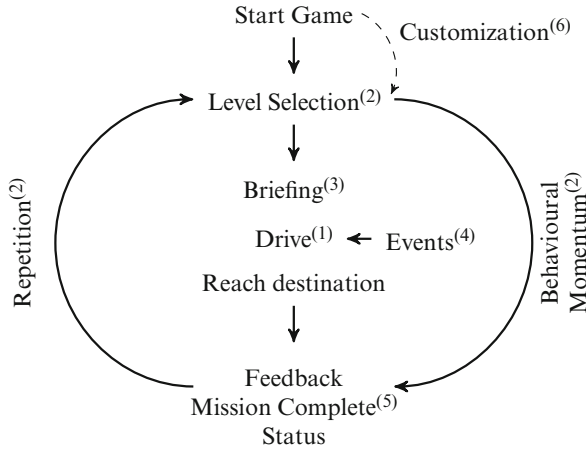 Start Game
Customization(6)
Level Selection(2)
Briefing(3)
Drive(1)
Events(4)
Reach destination
Repetition(2)
Behavioural
Momentum(2)
Feedback
Mission Complete(5)
Status